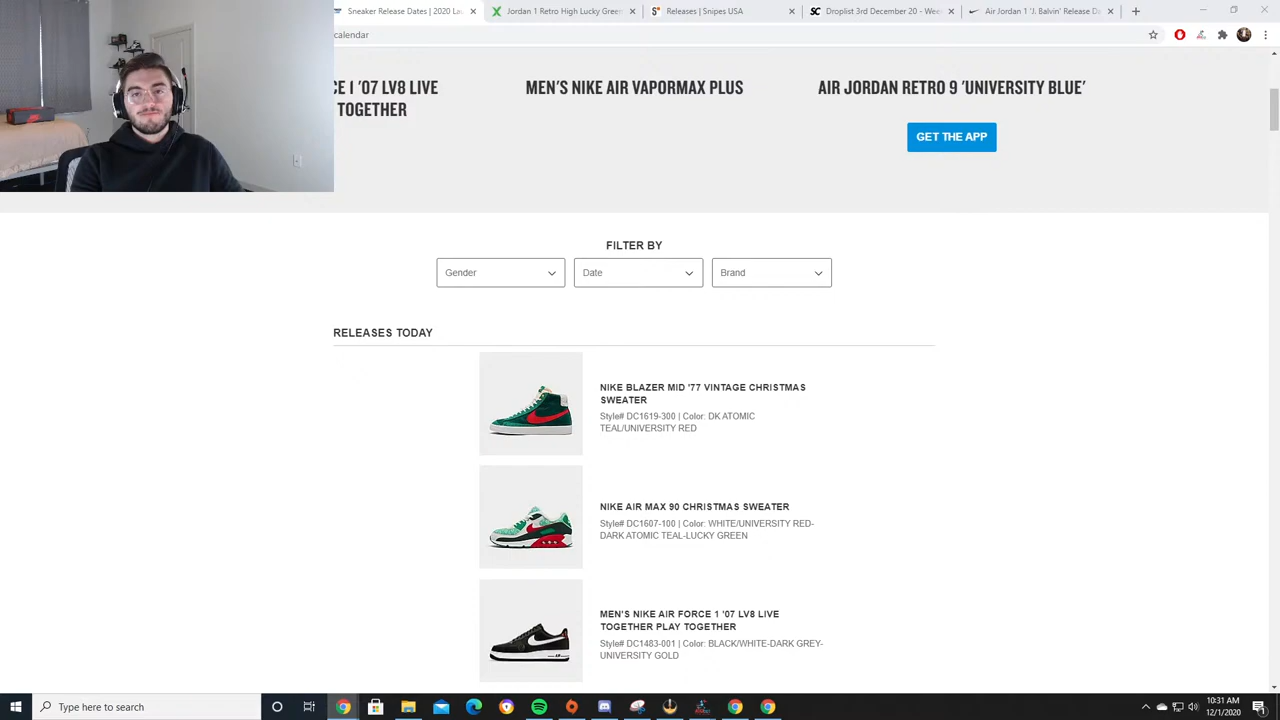 Sneaker Release Dates | 2020 Lau
Jordan 1 Retro High Lucky Green
Releases | Snipes USA
Droplist 3rd December 20 - Wee
Air Jordan 1 'J. Balvin' Release Da
calendar
CE 1 '07 LV8 LIVE
TOGETHER
MEN'S NIKE AIR VAPORMAX PLUS
AIR JORDAN RETRO 9 'UNIVERSITY BLUE'
GET THE APP
FILTER BY
Gender
Date
Brand
RELEASES TODAY
NIKE BLAZER MID '77 VINTAGE CHRISTMAS
SWEATER
Style# DC1619-300 | Color: DK ATOMIC
TEAL/UNIVERSITY RED
NIKE AIR MAX 90 CHRISTMAS SWEATER
Style# DC1607-100 | Color: WHITE/UNIVERSITY RED-
DARK ATOMIC TEAL-LUCKY GREEN
MEN'S NIKE AIR FORCE 1 '07 LV8 LIVE
TOGETHER PLAY TOGETHER
Style# DC1483-001 | Color: BLACK/WHITE-DARK GREY-
UNIVERSITY GOLD
Type here to search
10:31 AM
12/1/2020